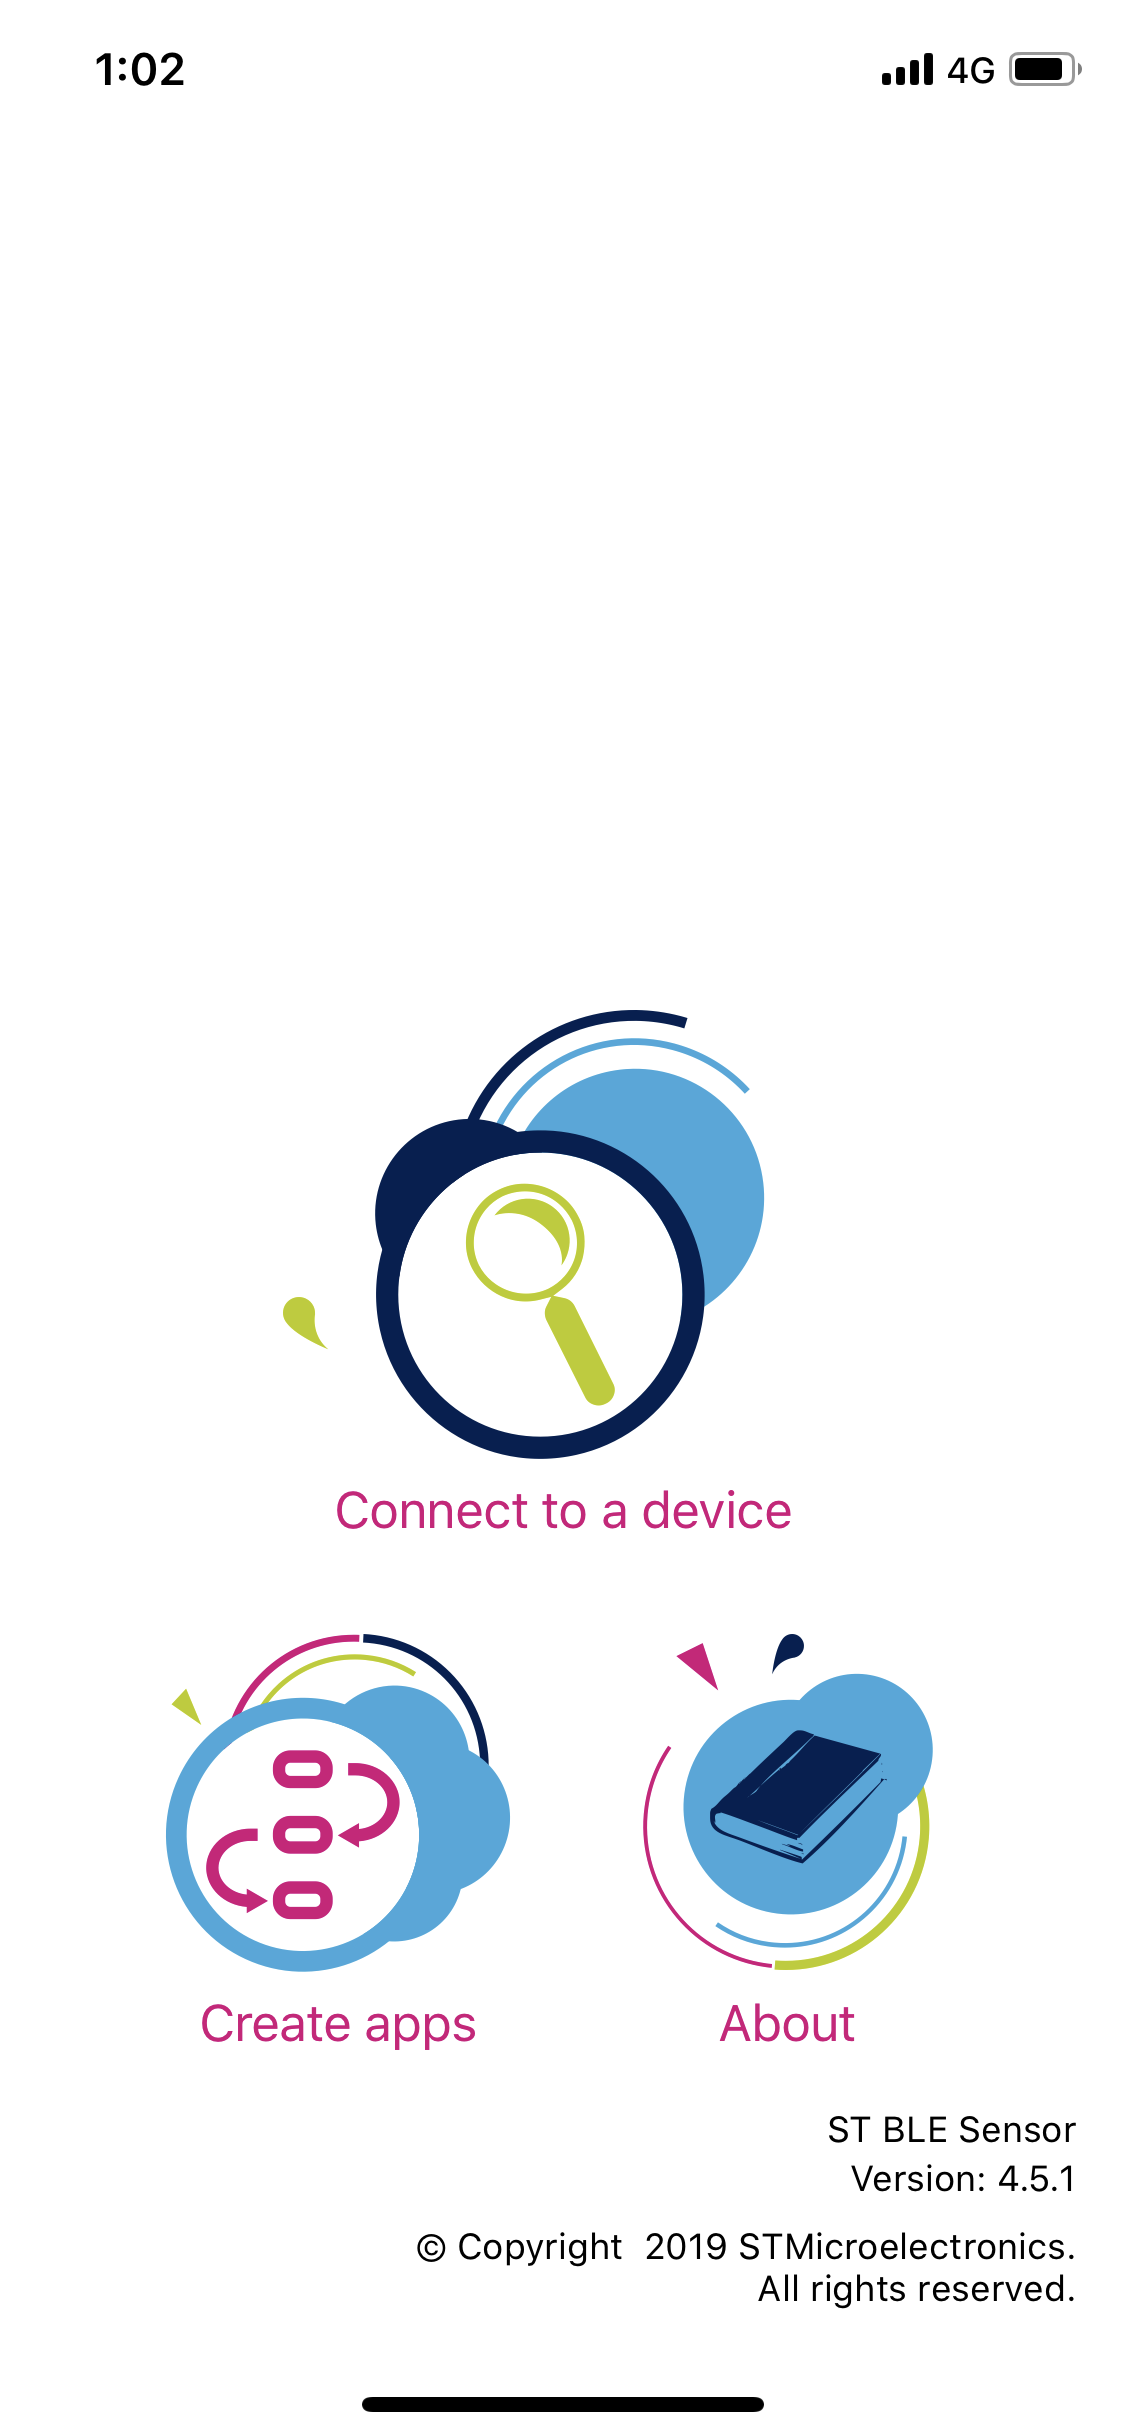 1:02
4G
Connect to a device
Create apps
About
ST BLE Sensor
Version: 4.5.1
© Copyright  2019 STMicroelectronics.
All rights reserved.